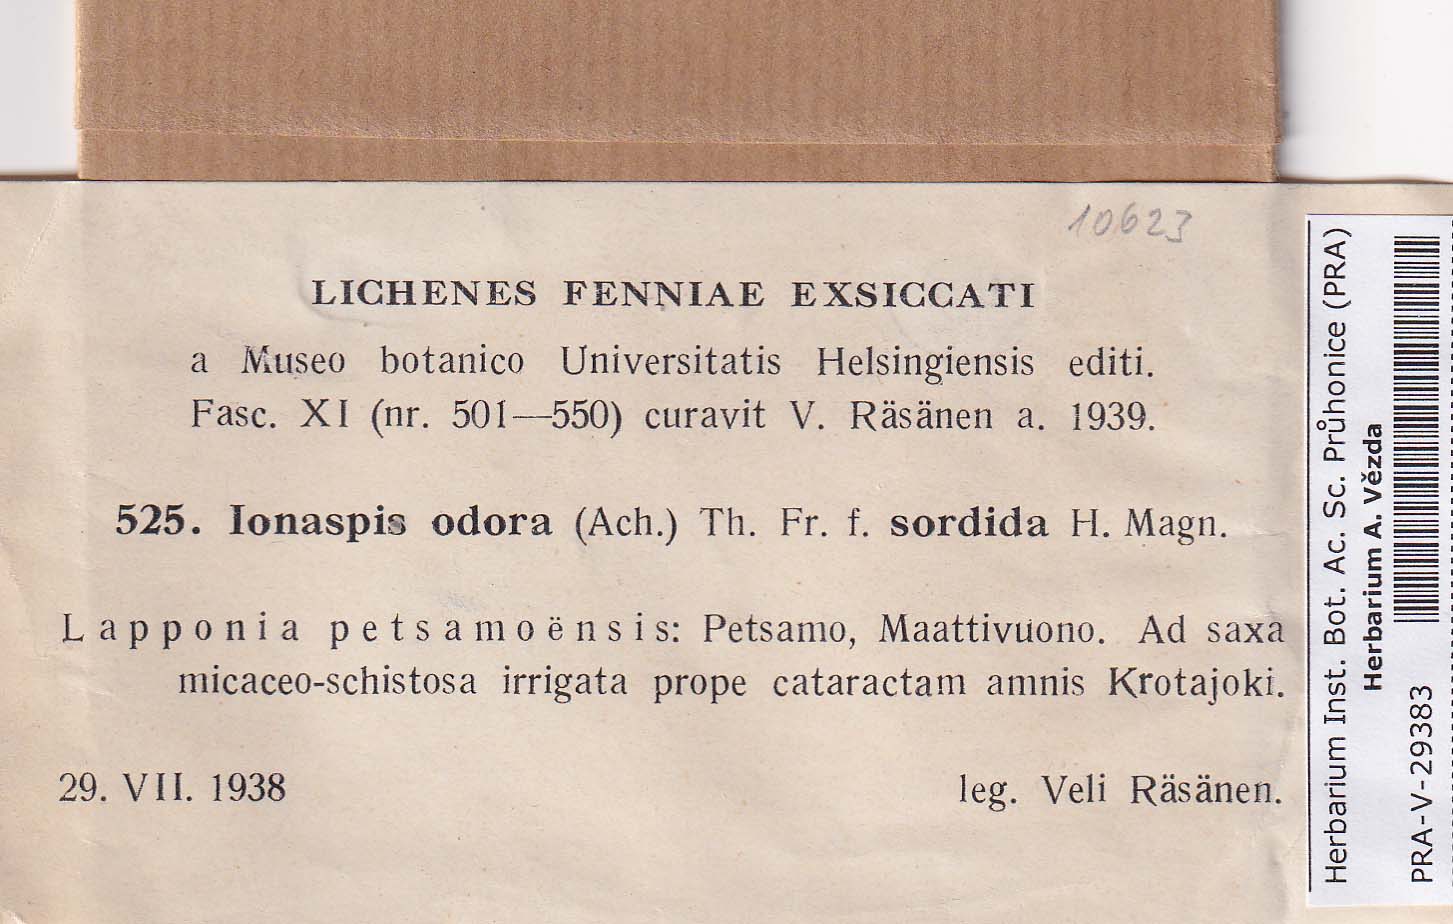 10623
LICHENES FENNIAE EXSICCATI
a Museo botanico Universitatis Helsingiensis editi.
Fasc. XI (nr. 501—550) curavit V. Räsänen a. 1939.
525. Ionaspis odora (Ach.) Th. Fr. f. sordida H. Magn.
Lapponia petsamoënsis: Petsamo, Maattivuono. Ad saxa
micaceo-schistosa irrigata prope cataractam amnis Krotajoki.
29. VII. 1938 leg. Veli Räsänen.
Herbarium Inst. Bot. Ac. Sc. Průhonice (PRA)
Herbarium A. Vězda
PRA-V-29383